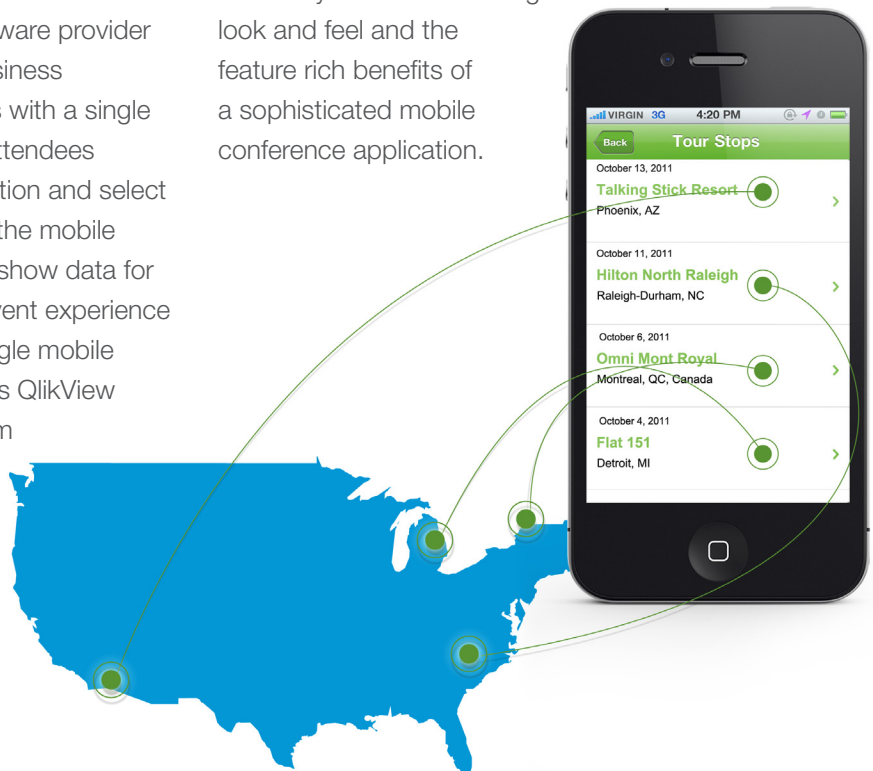 ware provider
siness
s with a single
ttendees
tion and select
the mobile
show data for
vent experience
gle mobile
s QlikView
m
look and feel and the
feature rich benefits of
a sophisticated mobile
conference application.
VIRGIN 3G 4:20 PM
Back Tour Stops
October 13, 2011
Talking Stick Resort
Phoenix, AZ
October 11, 2011
Hilton North Raleigh
Raleigh-Durham, NC
October 6, 2011
Omni Mont Royal
Montreal, QC, Canada
October 4, 2011
Flat 151
Detroit, MI